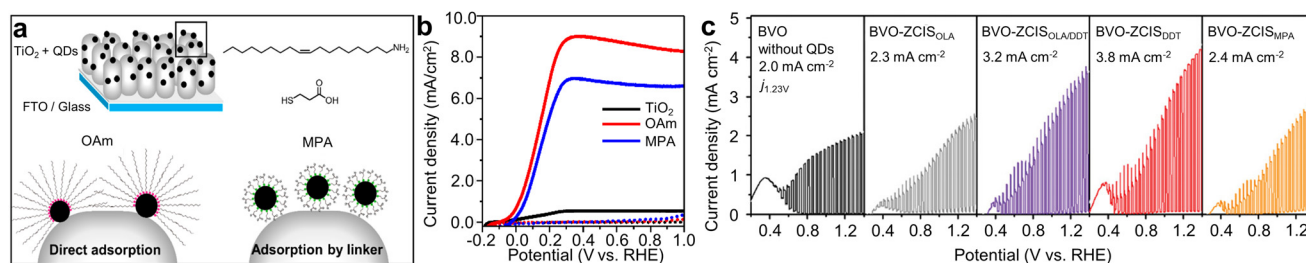 a
TiO2 + QDs
NH2
HS
O
OH
FTO / Glass
OAm
MPA
Direct adsorption
Adsorption by linker
b
Current density (mA/cm2)
10.0
8.0
6.0
4.0
2.0
0.0
TiO2
OAm
MPA
-0.2 0.0 0.2 0.4 0.6 0.8 1.0
Potential (V vs. RHE)
c
Current density (mA cm-2)
5
4
3
2
1
0
BVO
without QDs
2.0 mA cm-2
j1.23V
BVO-ZCISOLA
2.3 mA cm-2
BVO-ZCISOLA/DDT
3.2 mA cm-2
BVO-ZCISDDT
3.8 mA cm-2
BVO-ZCISMPA
2.4 mA cm-2
0.4 0.8 1.2 0.4 0.8 1.2 0.4 0.8 1.2 0.4 0.8 1.2 0.4 0.8 1.2
Potential (V vs. RHE)